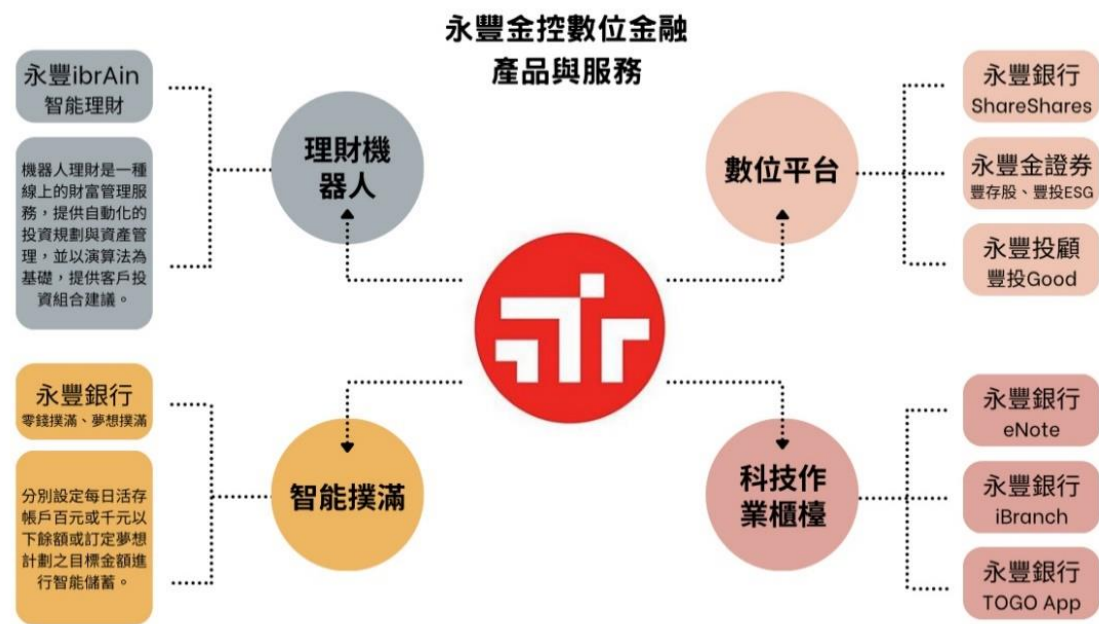 永豐金控數位金融
產品與服務
永豐ibrAin
智能理財
機器人理財是一種
線上的財富管理服
務，提供自動化的
投資規劃與資產管
理，並以演算法為
基礎，提供客戶投
資組合建議。
理財機
器人
數位平台
永豐銀行
ShareShares
永豐金證券
豐存股、豐投ESG
永豐投顧
豐投Good
永豐銀行
零錢撲滿、夢想撲滿
分別設定每日活存
帳戶百元或千元以
下餘額或訂定夢想
計劃之目標金額進
行智能儲蓄。
智能撲滿
科技作
業櫃檯
永豐銀行
eNote
永豐銀行
iBranch
永豐銀行
TOGO App